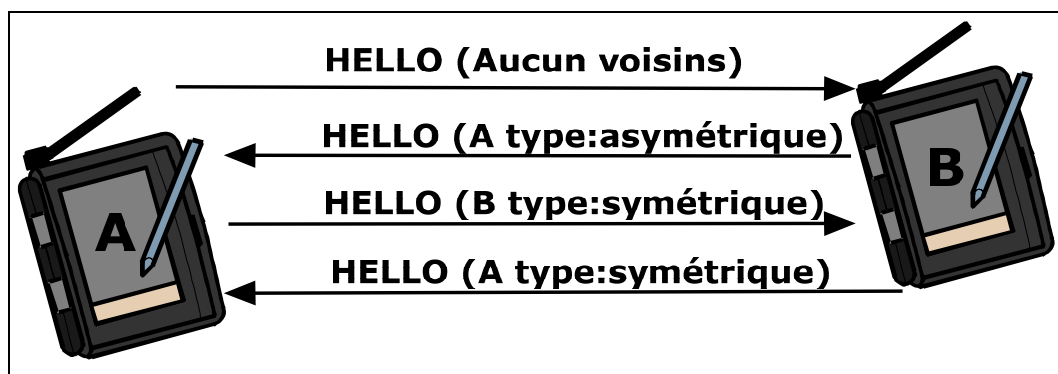 HELLO (Aucun voisins)
HELLO (A type:asymétrique)
B
HELLO (B type:symétrique)
A
HELLO (A type:symétrique)